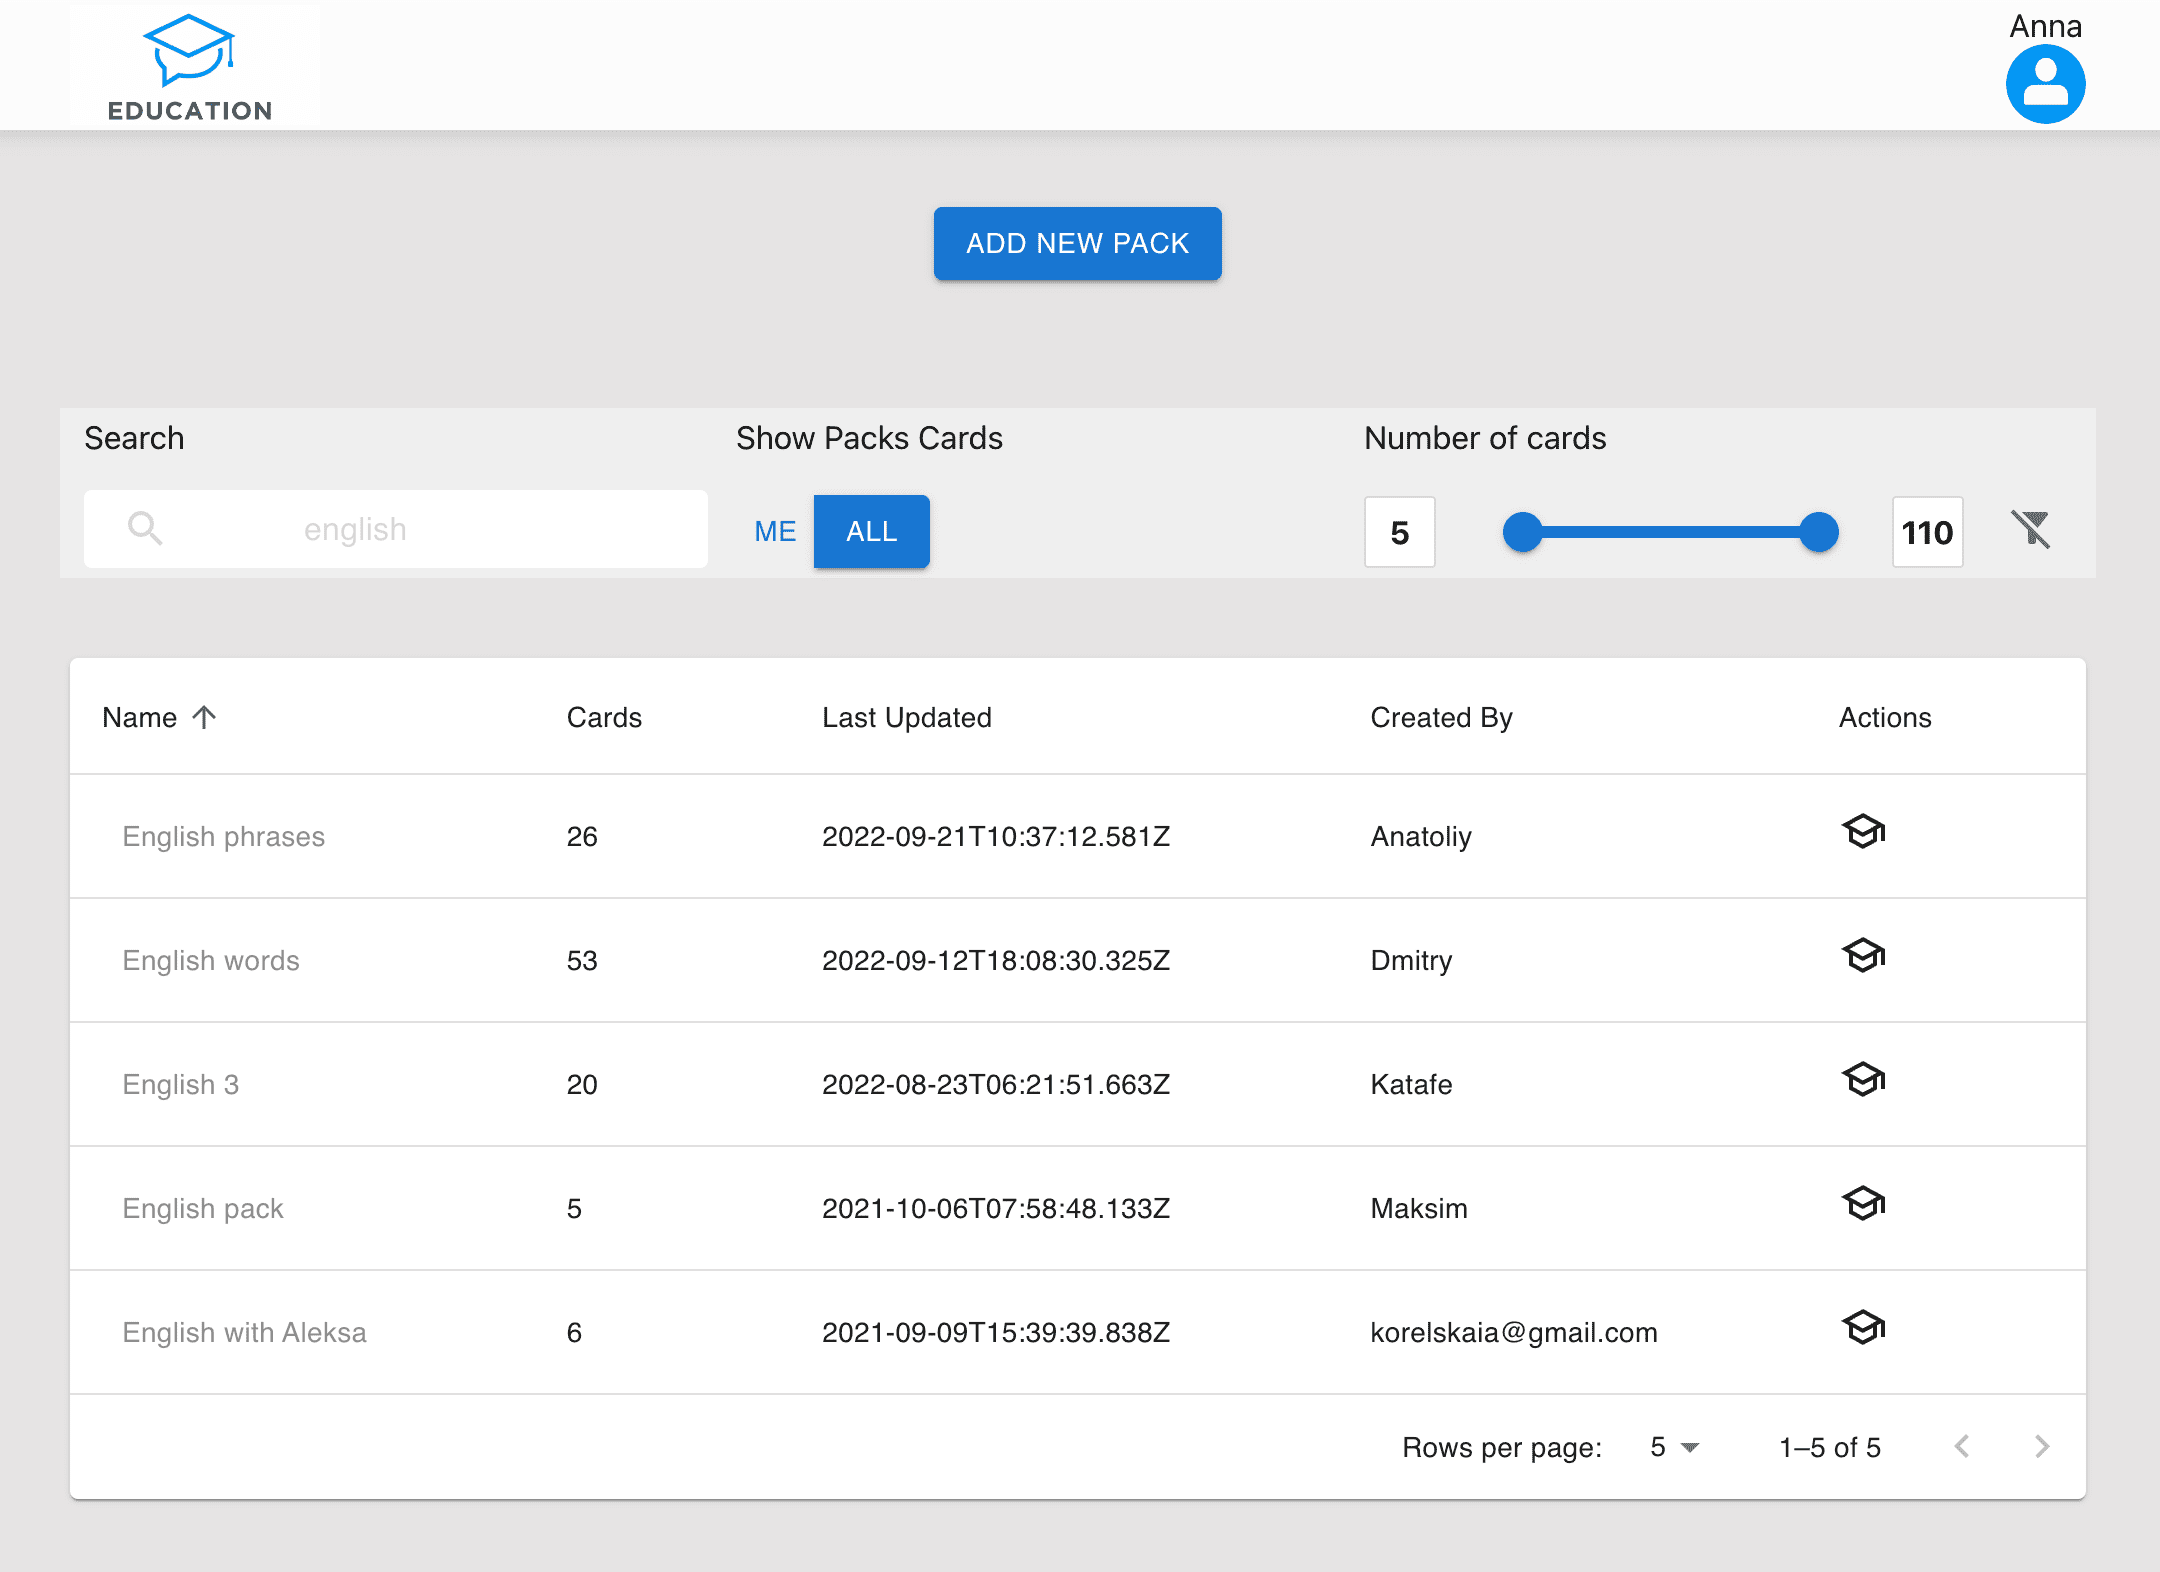 Anna
EDUCATION
ADD NEW PACK
Search Show Packs Cards Number of cards
english ME ALL 5 110
Name Cards Last Updated Created By Actions
English phrases 26 2022-09-21T10:37:12.581Z Anatoliy
English words 53 2022-09-12T18:08:30.325Z Dmitry
English 3 20 2022-08-23T06:21:51.663Z Katafe
English pack 5 2021-10-06T07:58:48.133Z Maksim
English with Aleksa 6 2021-09-09T15:39:39.838Z korelskaia@gmail.com
Rows per page: 5 1–5 of 5